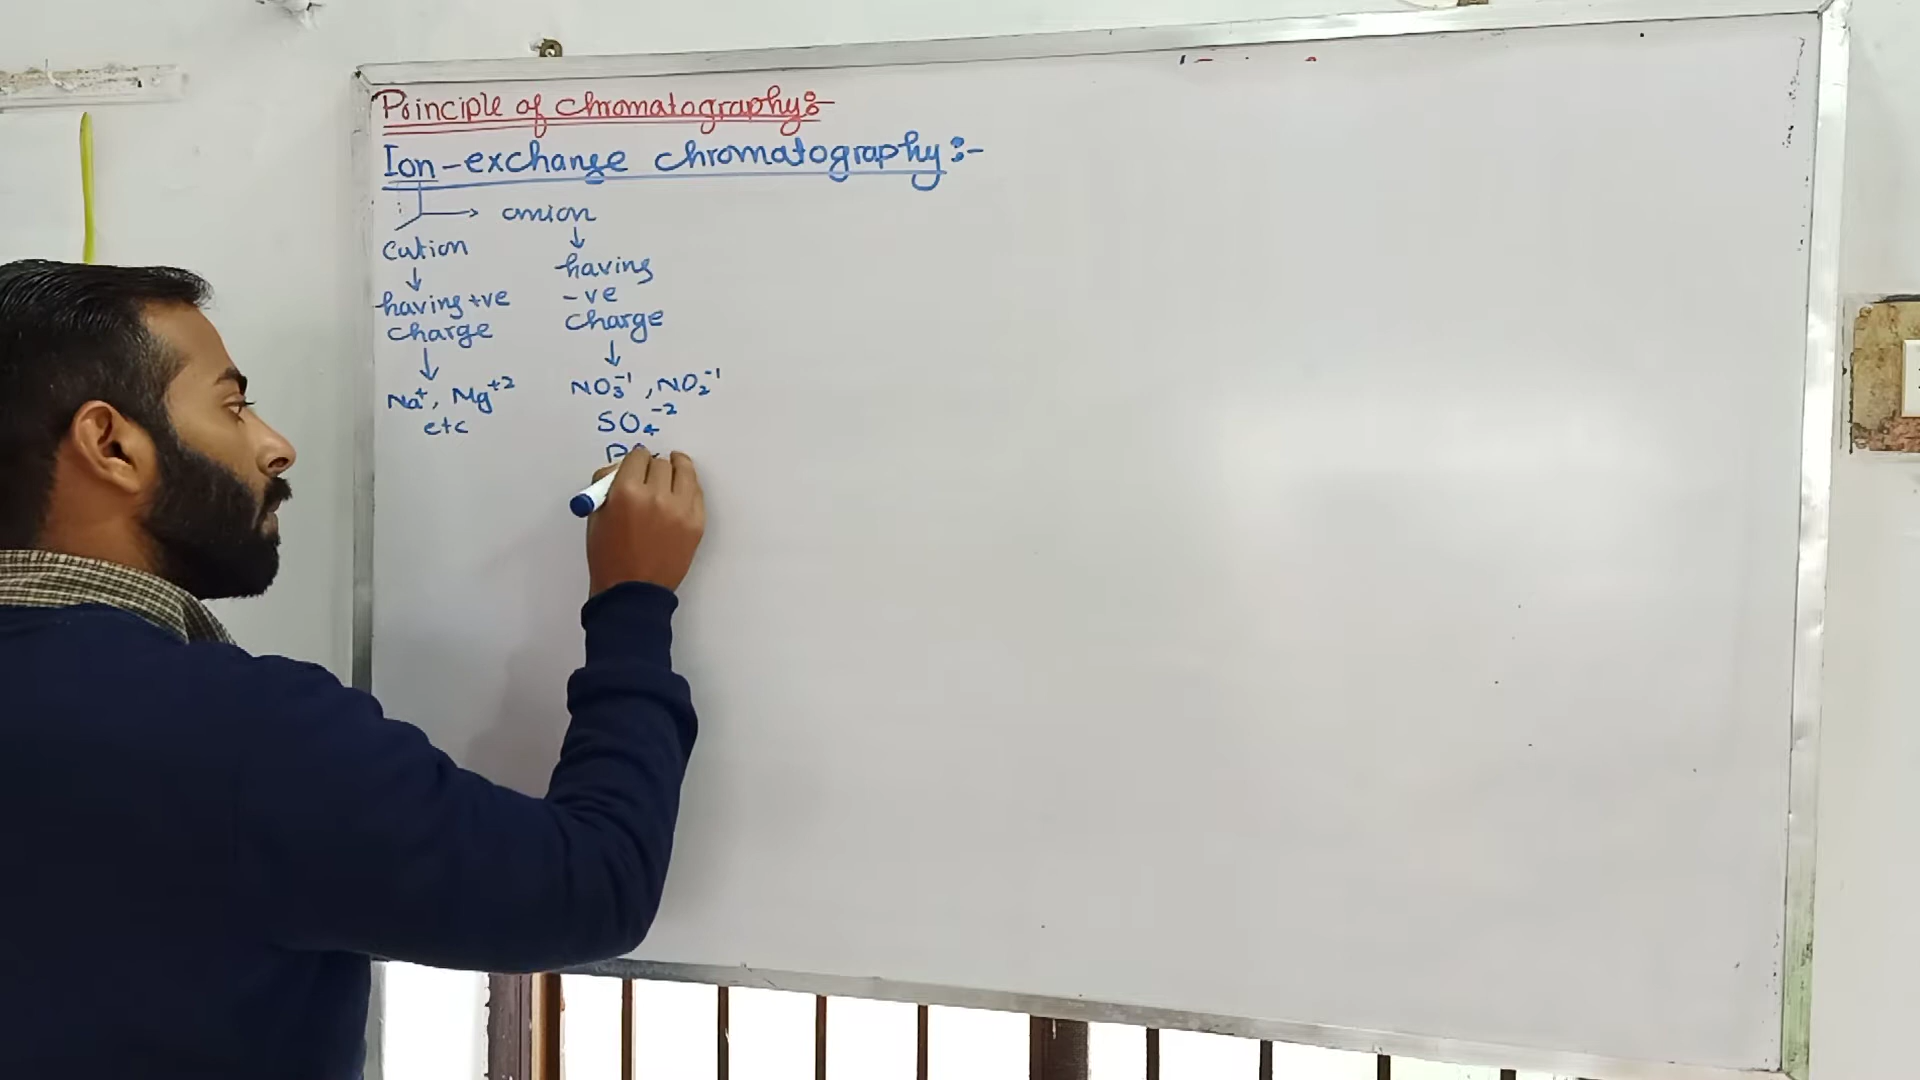 Principle of chromatography:-
Ion-exchange chromatography:-
anion
cation
having
-ve
charge
having +ve
charge
NO₃⁻¹, NO₂⁻¹
Na⁺, Mg⁺²
etc
SO₄⁻²